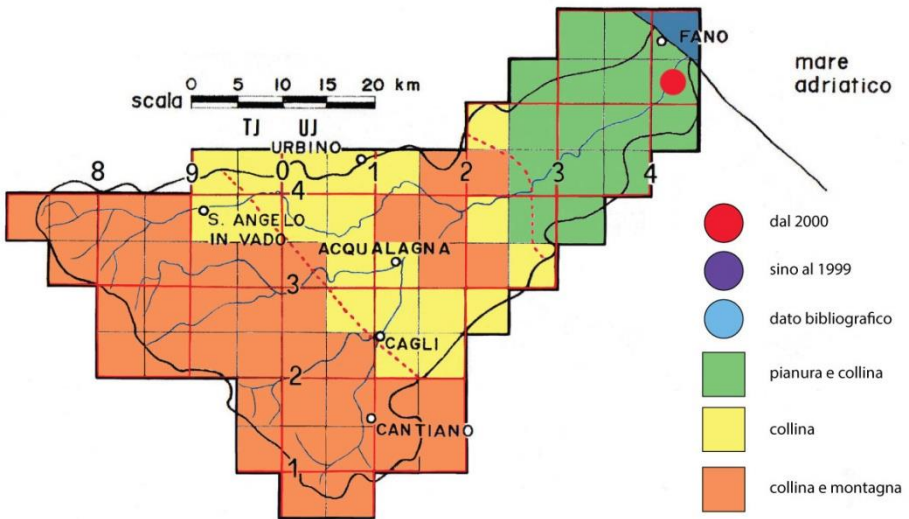 FANO
mare
adriatico
0 5 10 15 20 km
scala
TJ UJ
URBINO
8 9 0 1 2 3 4
4
S. ANGELO
IN VADO
ACQUALAGNA
3
CAGLI
2
CANTIANO
1
dal 2000
sino al 1999
dato bibliografico
pianura e collina
collina
collina e montagna